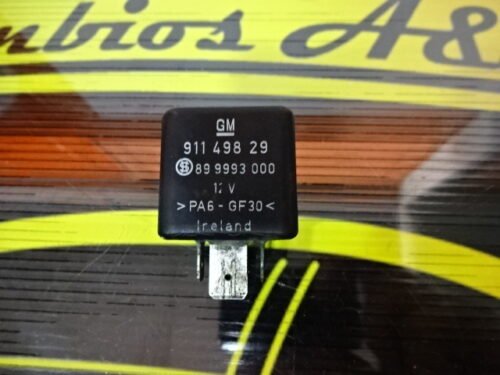 mbios A&
GM
911 498 29
89 9993 000
12 V
>PA6-GF30<
Ireland